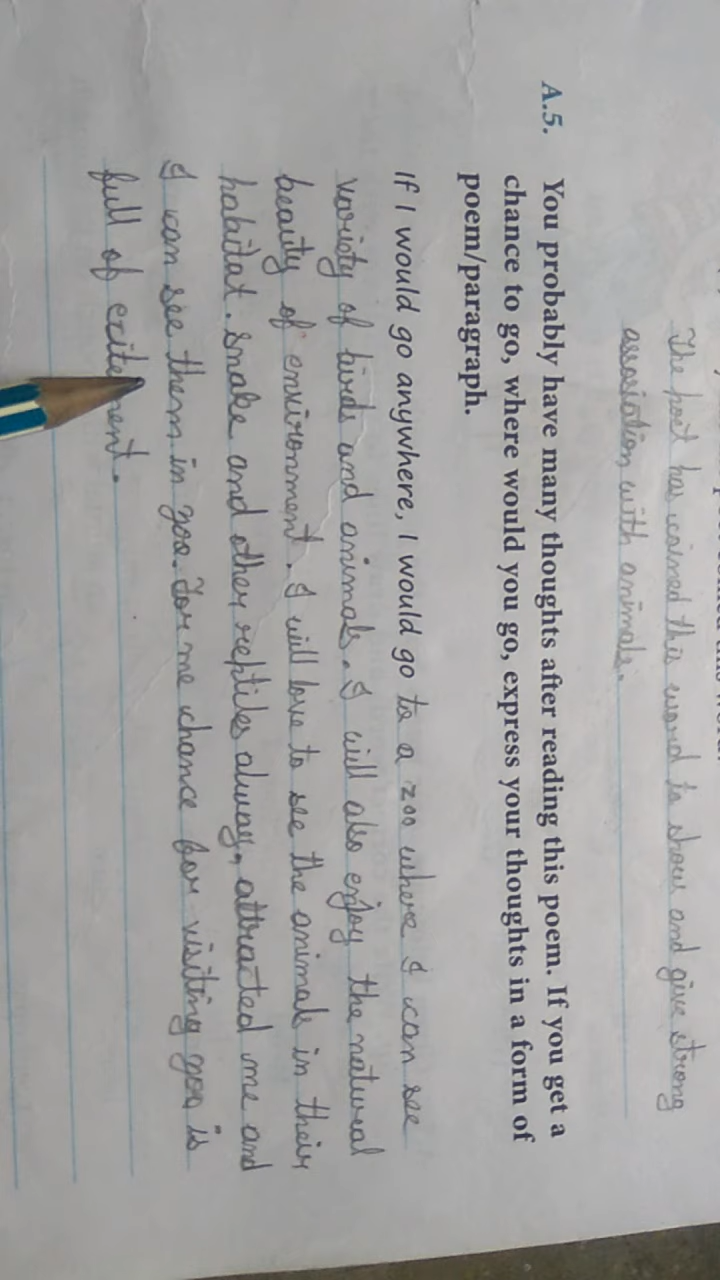 The poet has coined this word to show and give strong
association with animals.
A.5. You probably have many thoughts after reading this poem. If you get a
chance to go, where would you go, express your thoughts in a form of
poem/paragraph.
If I would go anywhere, I would go to a zoo where I can see
variety of birds and animals. I will also enjoy the natural
beauty of environment. I will love to see the animals in their
habitat. Snake and other reptiles always attracted me and
I can see them in zoo. For me chance for visiting zoo is
full of